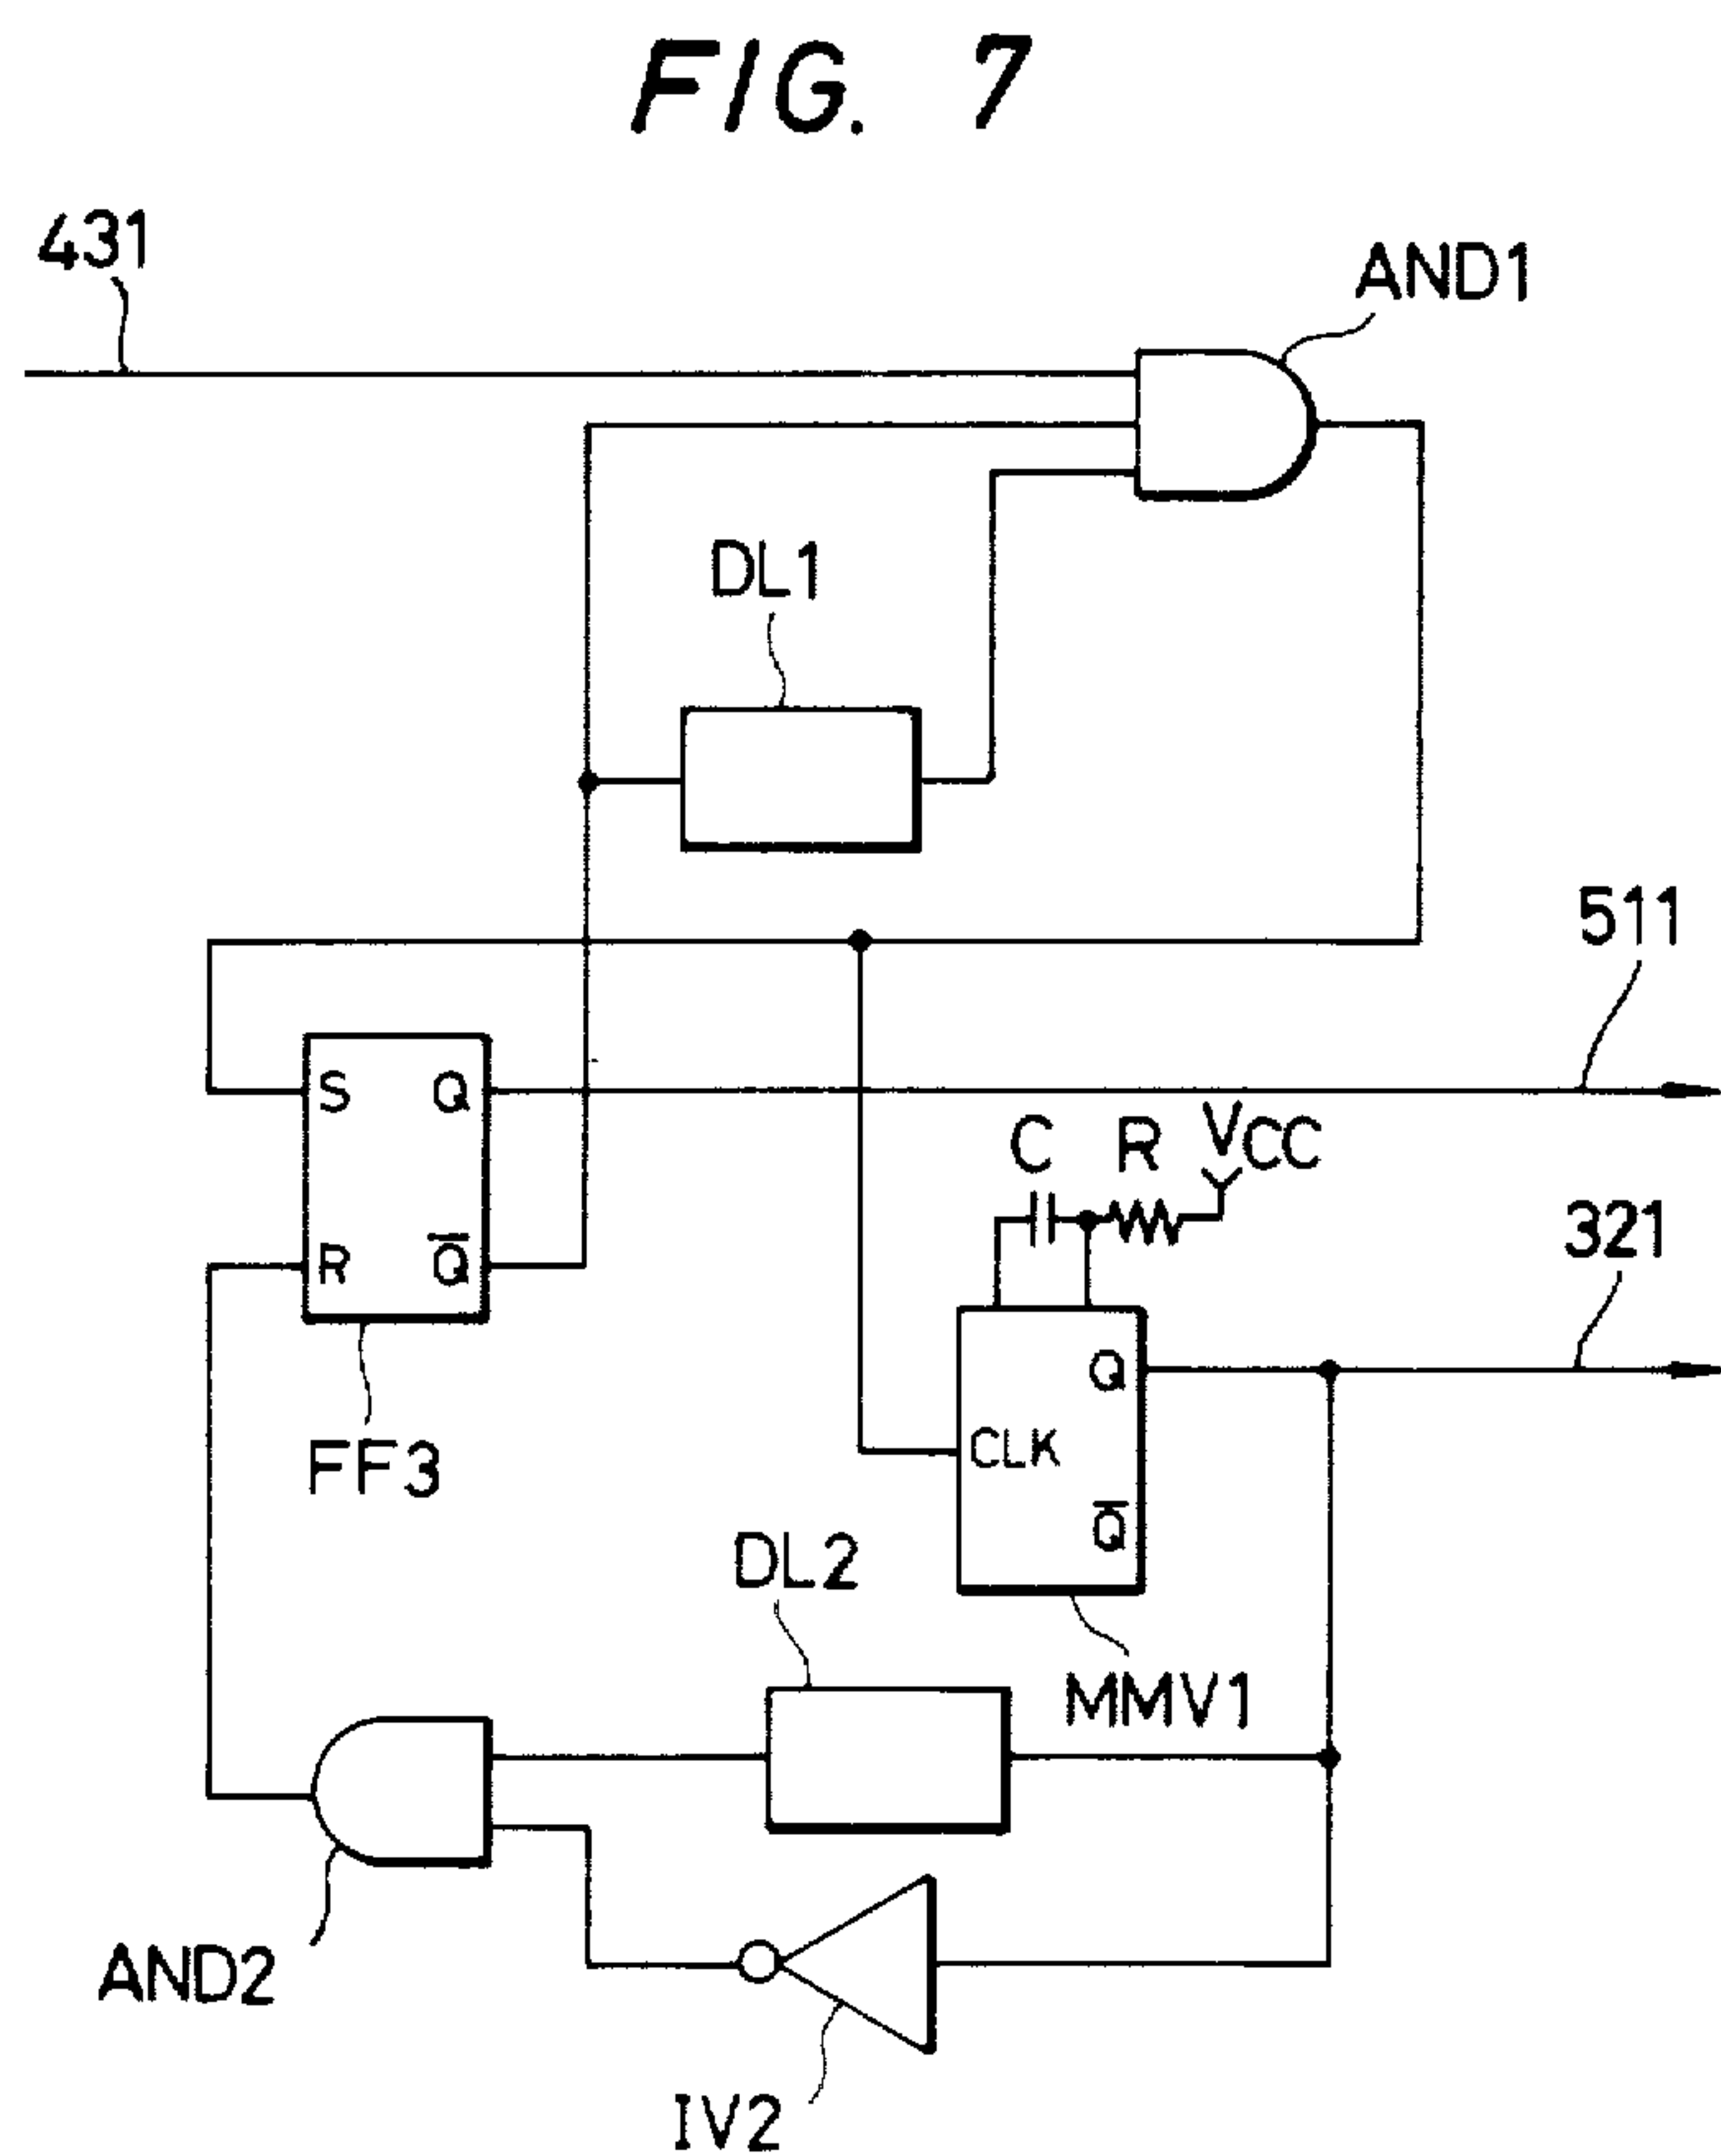 FIG. 7
431
AND1
DL1
511
S Q
C R VCC
R Q̅
321
Q
FF3
CLK
Q̅
DL2
MMV1
AND2
IV2